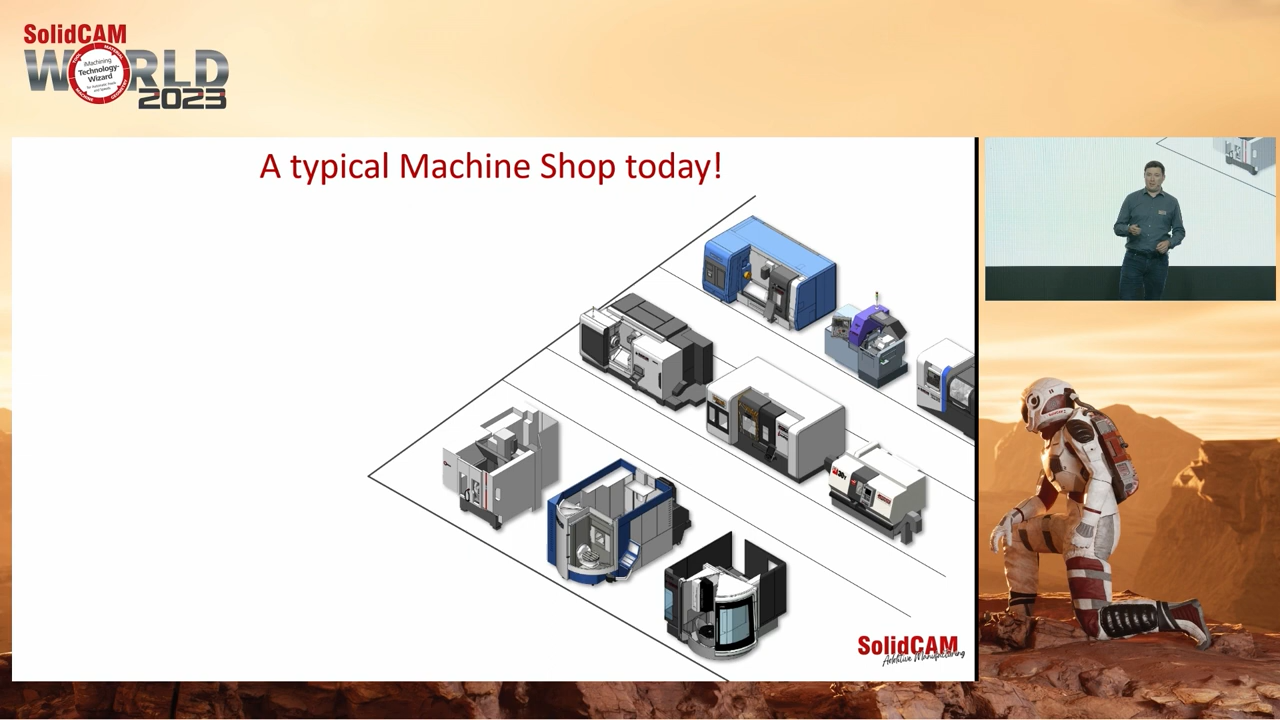 SolidCAM
WORLD
iMachining
Technology-
Wizard
2023
A typical Machine Shop today!
SolidCAM
Additive Manufacturing